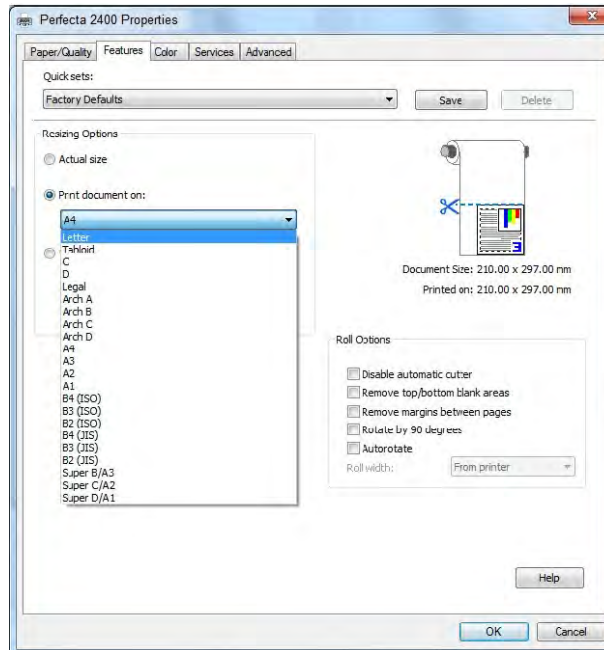 Perfecta 2400 Properties
Paper/Quality Features Color Services Advanced
Quick sets:
Factory Defaults Save Delete
Resizing Options
Actual size
Print document on:
A4
Letter
Tabloid
C
D
Legal
Arch A
Arch B
Arch C
Arch D
A4
A3
A2
A1
B4 (ISO)
B3 (ISO)
B2 (ISO)
B4 (JIS)
B3 (JIS)
B2 (JIS)
Super B/A3
Super C/A2
Super D/A1
3
Document Size: 210.00 x 297.00 mm
Printed on: 210.00 x 297.00 mm
Roll Options
Disable automatic cutter
Remove top/bottom blank areas
Remove margins between pages
Rotate by 90 degrees
Autorotate
Roll width: From printer
Help
OK Cancel